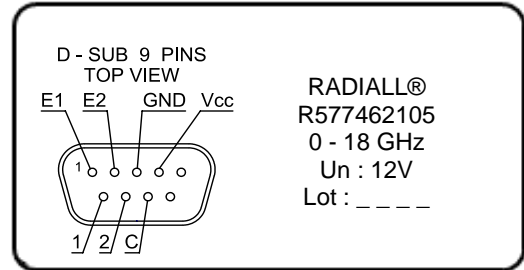 D - SUB 9 PINS
TOP VIEW
E1 E2 GND Vcc
1
1 2 C
RADIALL®
R577462105
0 - 18 GHz
Un : 12V
Lot : _ _ _ _